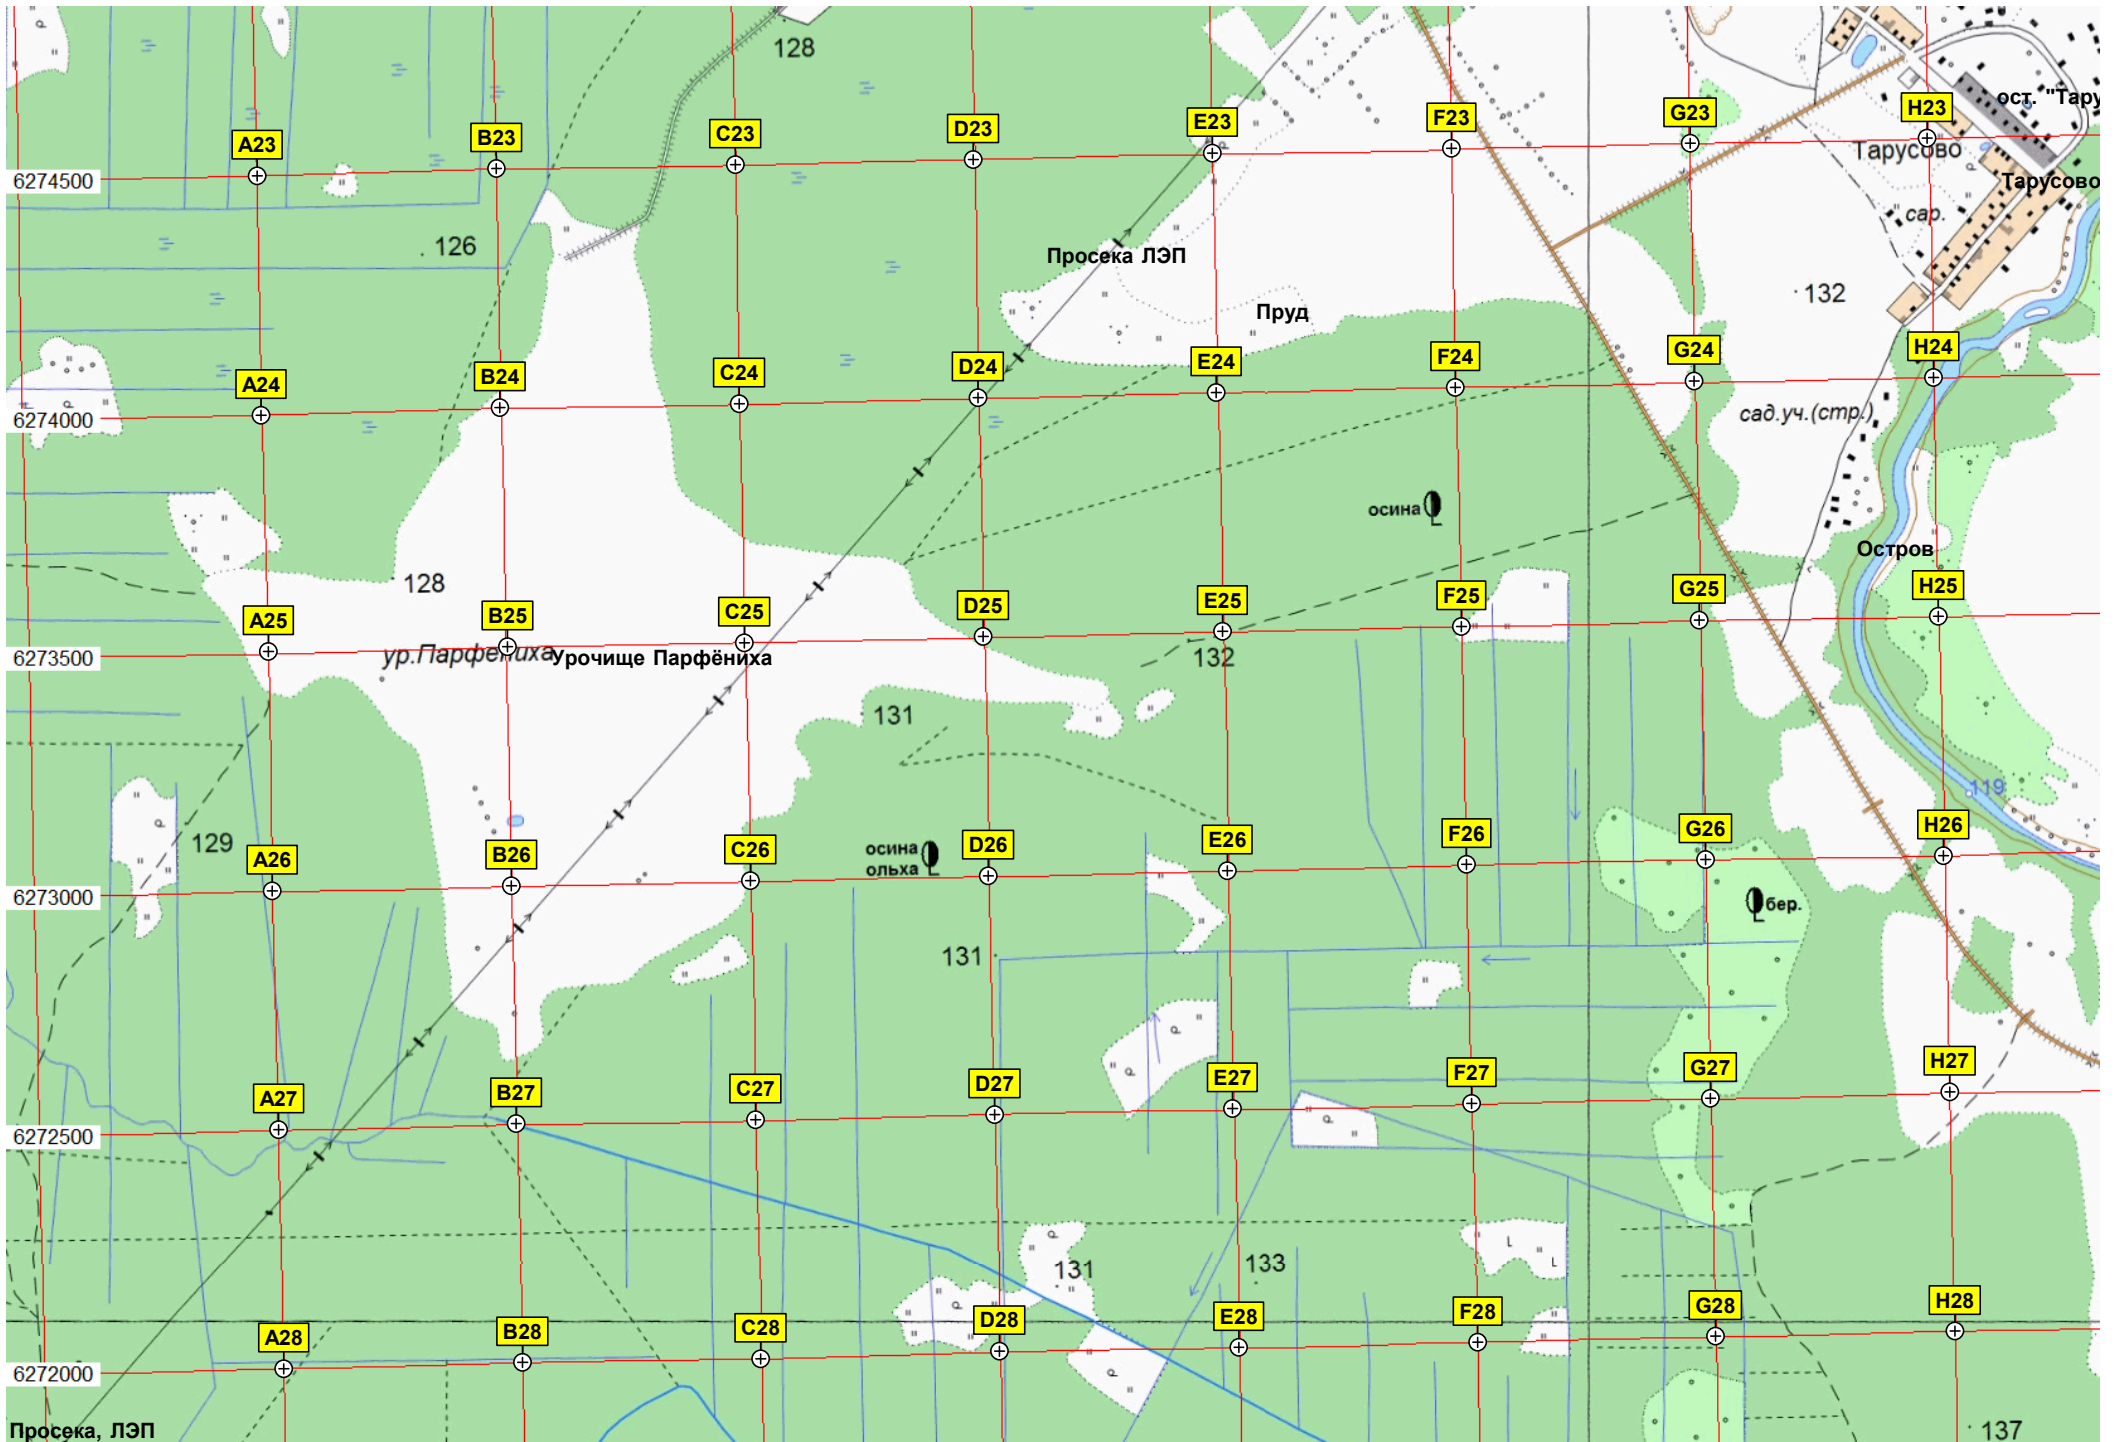 128
A23
B23
C23
D23
E23
F23
G23
H23
ост. "Тару
Тарусово
6274500
Тарусово
сар.
126
Просека ЛЭП
132
Пруд
A24
B24
C24
D24
E24
F24
G24
H24
6274000
сад.уч.(стр.)
осина
Остров
128
A25
B25
C25
D25
E25
F25
G25
H25
6273500
ур.Парфениха
Урочище Парфёниха
132
131
119
129
A26
B26
C26
осина
ольха
D26
E26
F26
G26
H26
6273000
бер.
131
A27
B27
C27
D27
E27
F27
G27
H27
6272500
131
133
A28
B28
C28
D28
E28
F28
G28
H28
6272000
Просека, ЛЭП
137